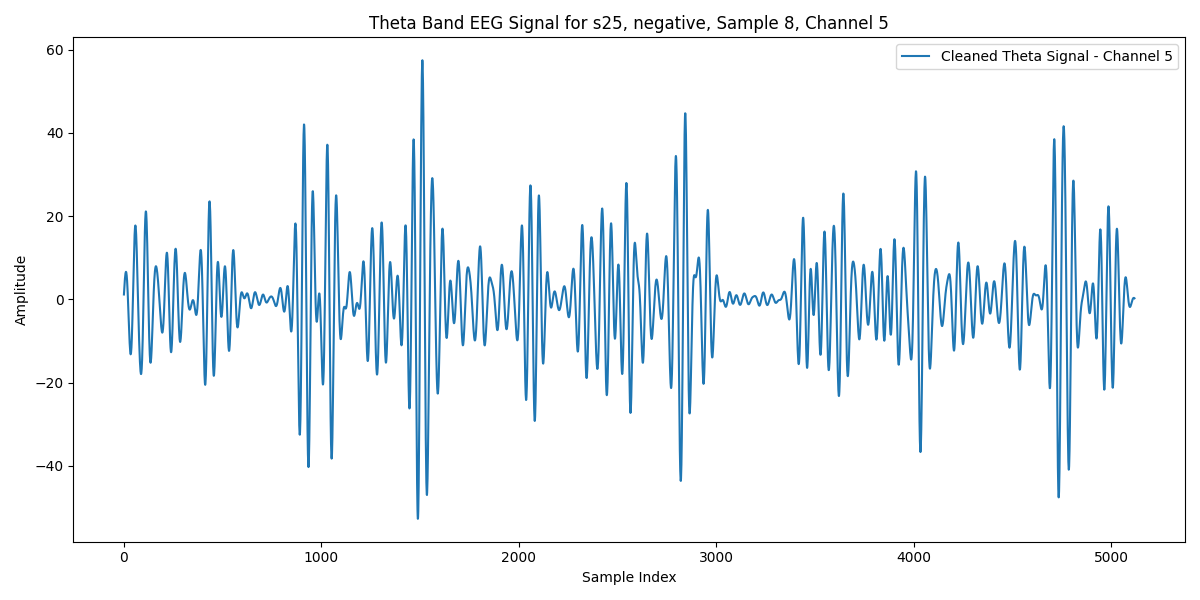 Theta Band EEG Signal for s25, negative, Sample 8, Channel 5
Cleaned Theta Signal - Channel 5
Amplitude
60
40
20
0
−20
−40
0 1000 2000 3000 4000 5000
Sample Index